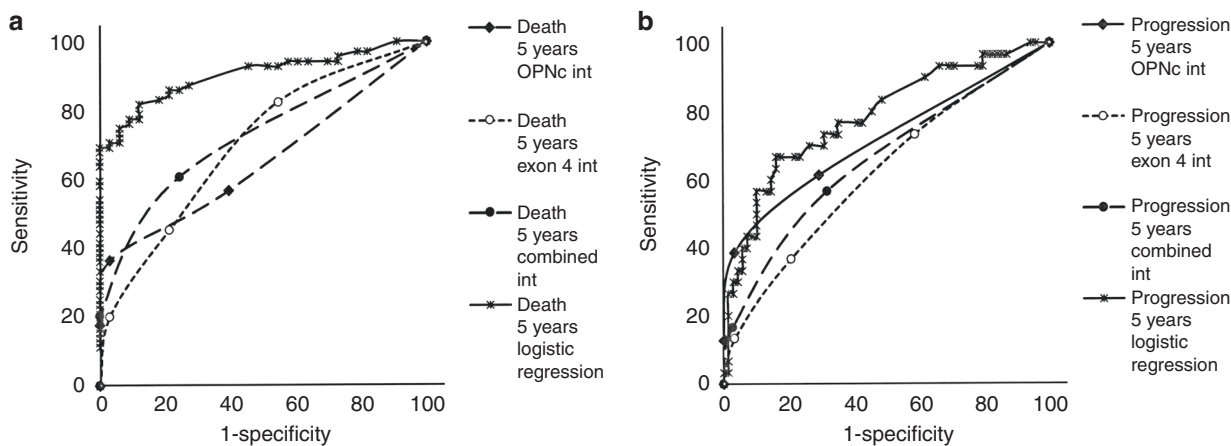 a
100
80
60
40
20
0
Sensitivity
0 20 40 60 80 100
1-specificity
Death
5 years
OPNc int
Death
5 years
exon 4 int
Death
5 years
combined
int
Death
5 years
logistic
regression
b
100
80
60
40
20
0
Sensitivity
0 20 40 60 80 100
1-specificity
Progression
5 years
OPNc int
Progression
5 years
exon 4 int
Progression
5 years
combined
int
Progression
5 years
logistic
regression